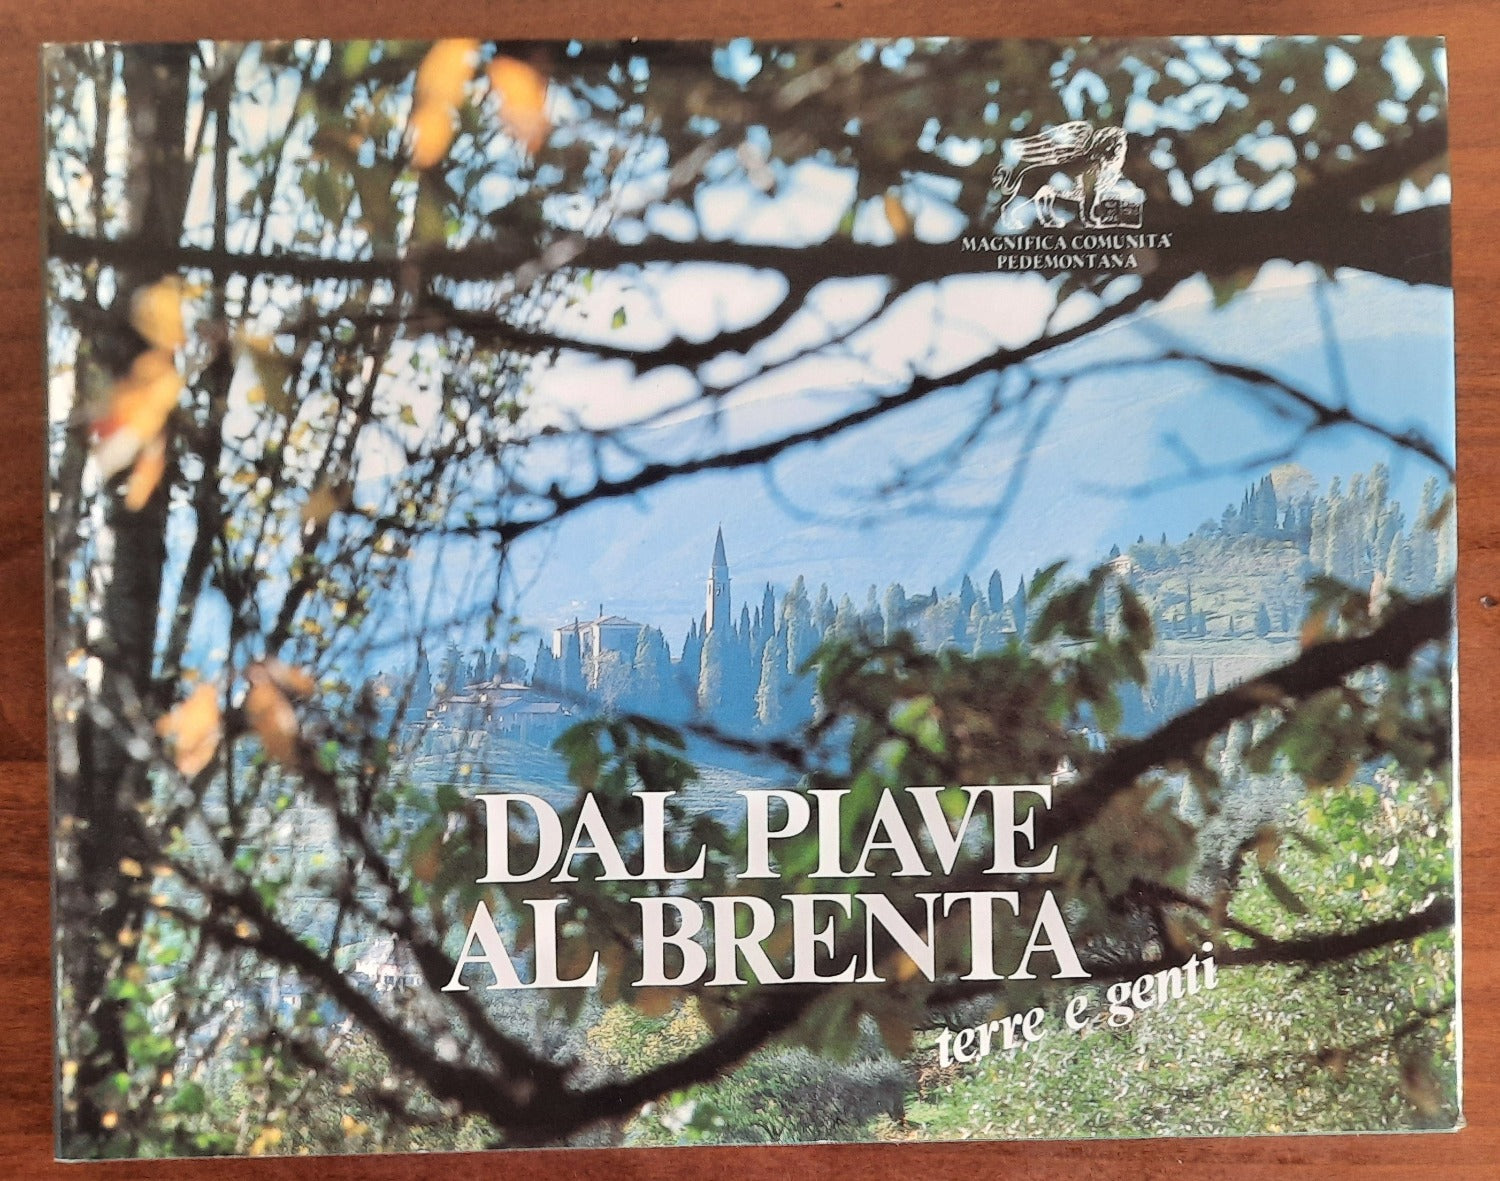 MAGNIFICA COMUNITA'
PEDEMONTANA
DAL PIAVE
AL BRENTA
terre e genti